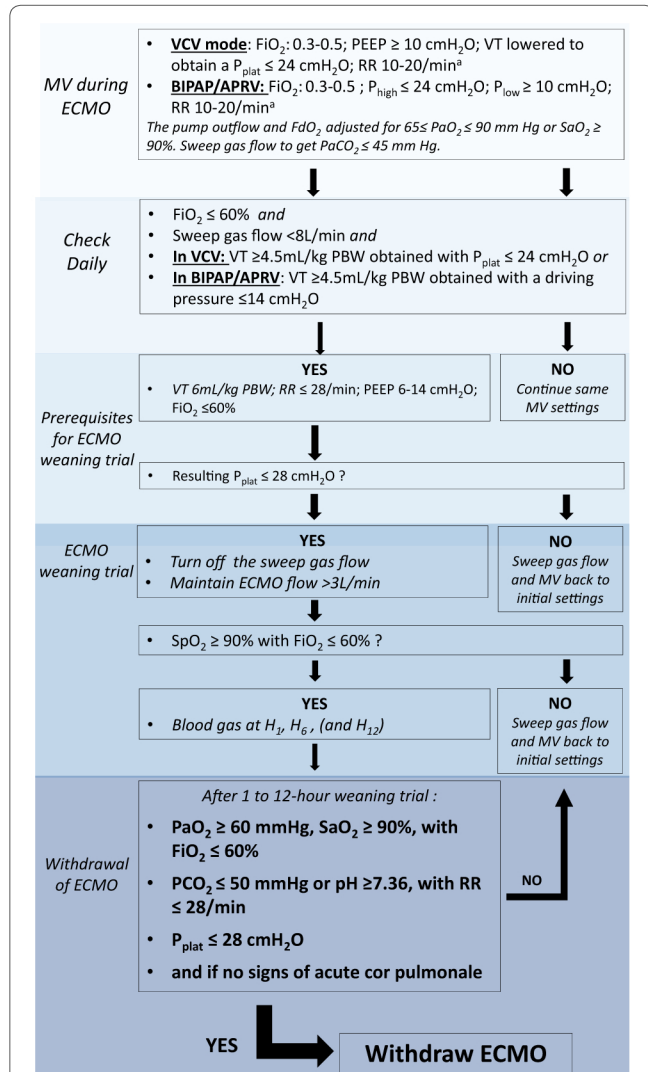 MV during
ECMO
• VCV mode: FiO₂: 0.3-0.5; PEEP ≥ 10 cmH₂O; VT lowered to
obtain a Pplat ≤ 24 cmH₂O; RR 10-20/minᵃ
• BIPAP/APRV: FiO₂: 0.3-0.5 ; Phigh ≤ 24 cmH₂O; Plow ≥ 10 cmH₂O;
RR 10-20/minᵃ
The pump outflow and FdO₂ adjusted for 65≤ PaO₂ ≤ 90 mm Hg or SaO₂ ≥
90%. Sweep gas flow to get PaCO₂ ≤ 45 mm Hg.
Check
Daily
• FiO₂ ≤ 60% and
• Sweep gas flow <8L/min and
• In VCV: VT ≥4.5mL/kg PBW obtained with Pplat ≤ 24 cmH₂O or
• In BIPAP/APRV: VT ≥4.5mL/kg PBW obtained with a driving
pressure ≤14 cmH₂O
Prerequisites
for ECMO
weaning trial
YES
• VT 6mL/kg PBW; RR ≤ 28/min; PEEP 6-14 cmH₂O;
FiO₂ ≤60%
NO
Continue same
MV settings
• Resulting Pplat ≤ 28 cmH₂O ?
ECMO
weaning trial
YES
• Turn off the sweep gas flow
• Maintain ECMO flow >3L/min
NO
Sweep gas flow
and MV back to
initial settings
• SpO₂ ≥ 90% with FiO₂ ≤ 60% ?
YES
• Blood gas at H₁, H₆ , (and H₁₂)
NO
Sweep gas flow
and MV back to
initial settings
Withdrawal
of ECMO
After 1 to 12-hour weaning trial :
• PaO₂ ≥ 60 mmHg, SaO₂ ≥ 90%, with
FiO₂ ≤ 60%
• PCO₂ ≤ 50 mmHg or pH ≥7.36, with RR
≤ 28/min
• Pplat ≤ 28 cmH₂O
• and if no signs of acute cor pulmonale
NO
YES
Withdraw ECMO